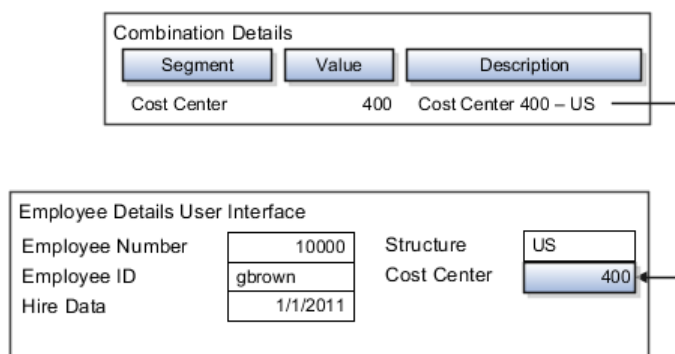 Combination Details
Segment Value Description
Cost Center 400 Cost Center 400 – US
Employee Details User Interface
Employee Number 10000 Structure US
Employee ID gbrown Cost Center 400
Hire Data 1/1/2011